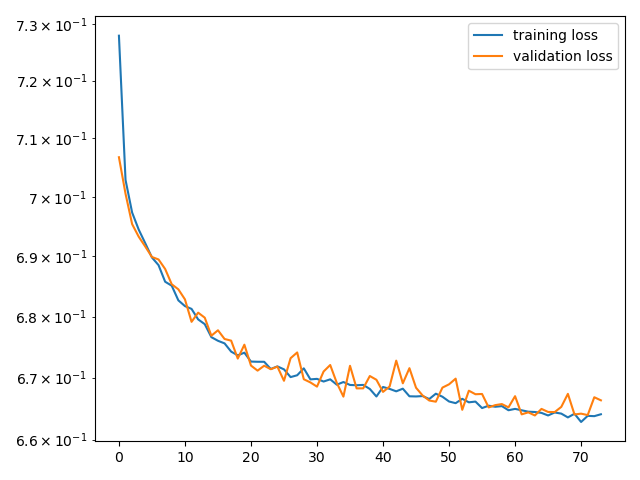 7.3 × 10⁻¹
7.2 × 10⁻¹
7.1 × 10⁻¹
7 × 10⁻¹
6.9 × 10⁻¹
6.8 × 10⁻¹
6.7 × 10⁻¹
6.6 × 10⁻¹
training loss
validation loss
0 10 20 30 40 50 60 70